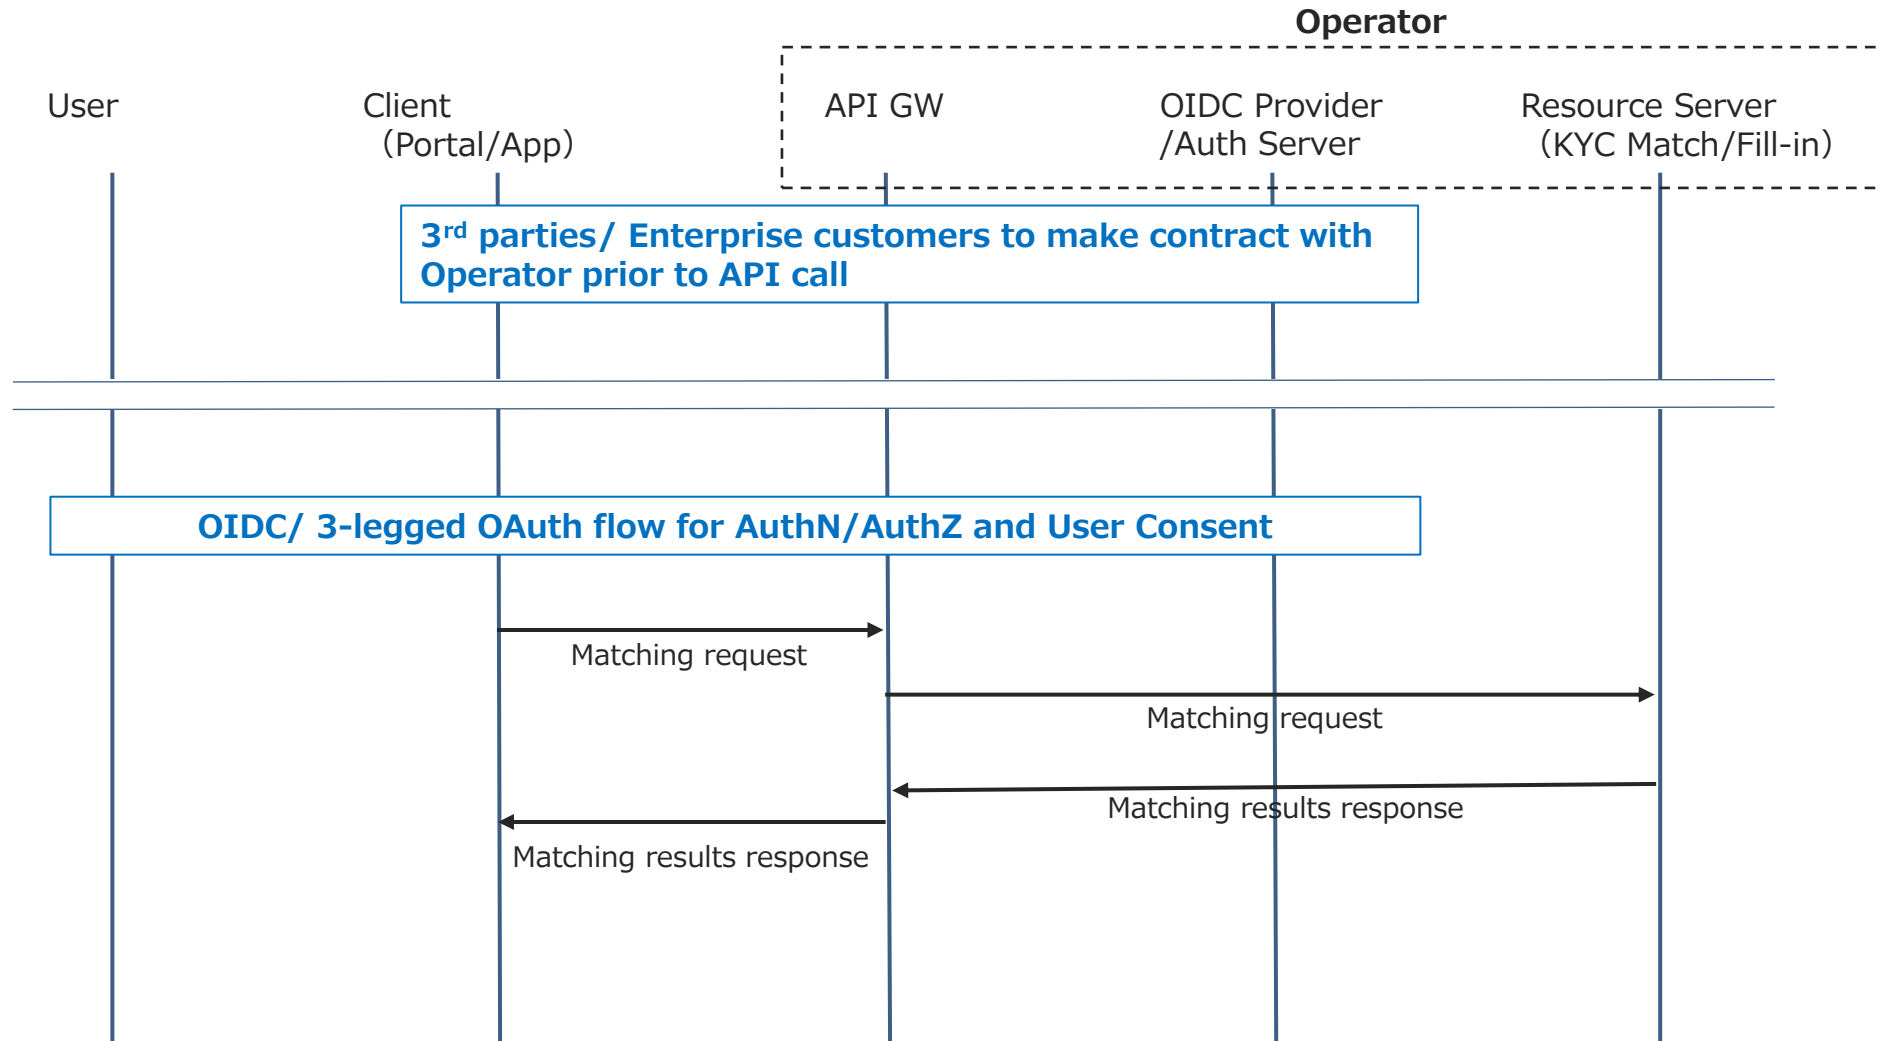 Operator
User
Client
（Portal/App）
API GW
OIDC Provider
/Auth Server
Resource Server
（KYC Match/Fill-in）
3rd parties/ Enterprise customers to make contract with
Operator prior to API call
OIDC/ 3-legged OAuth flow for AuthN/AuthZ and User Consent
Matching request
Matching request
Matching results response
Matching results response